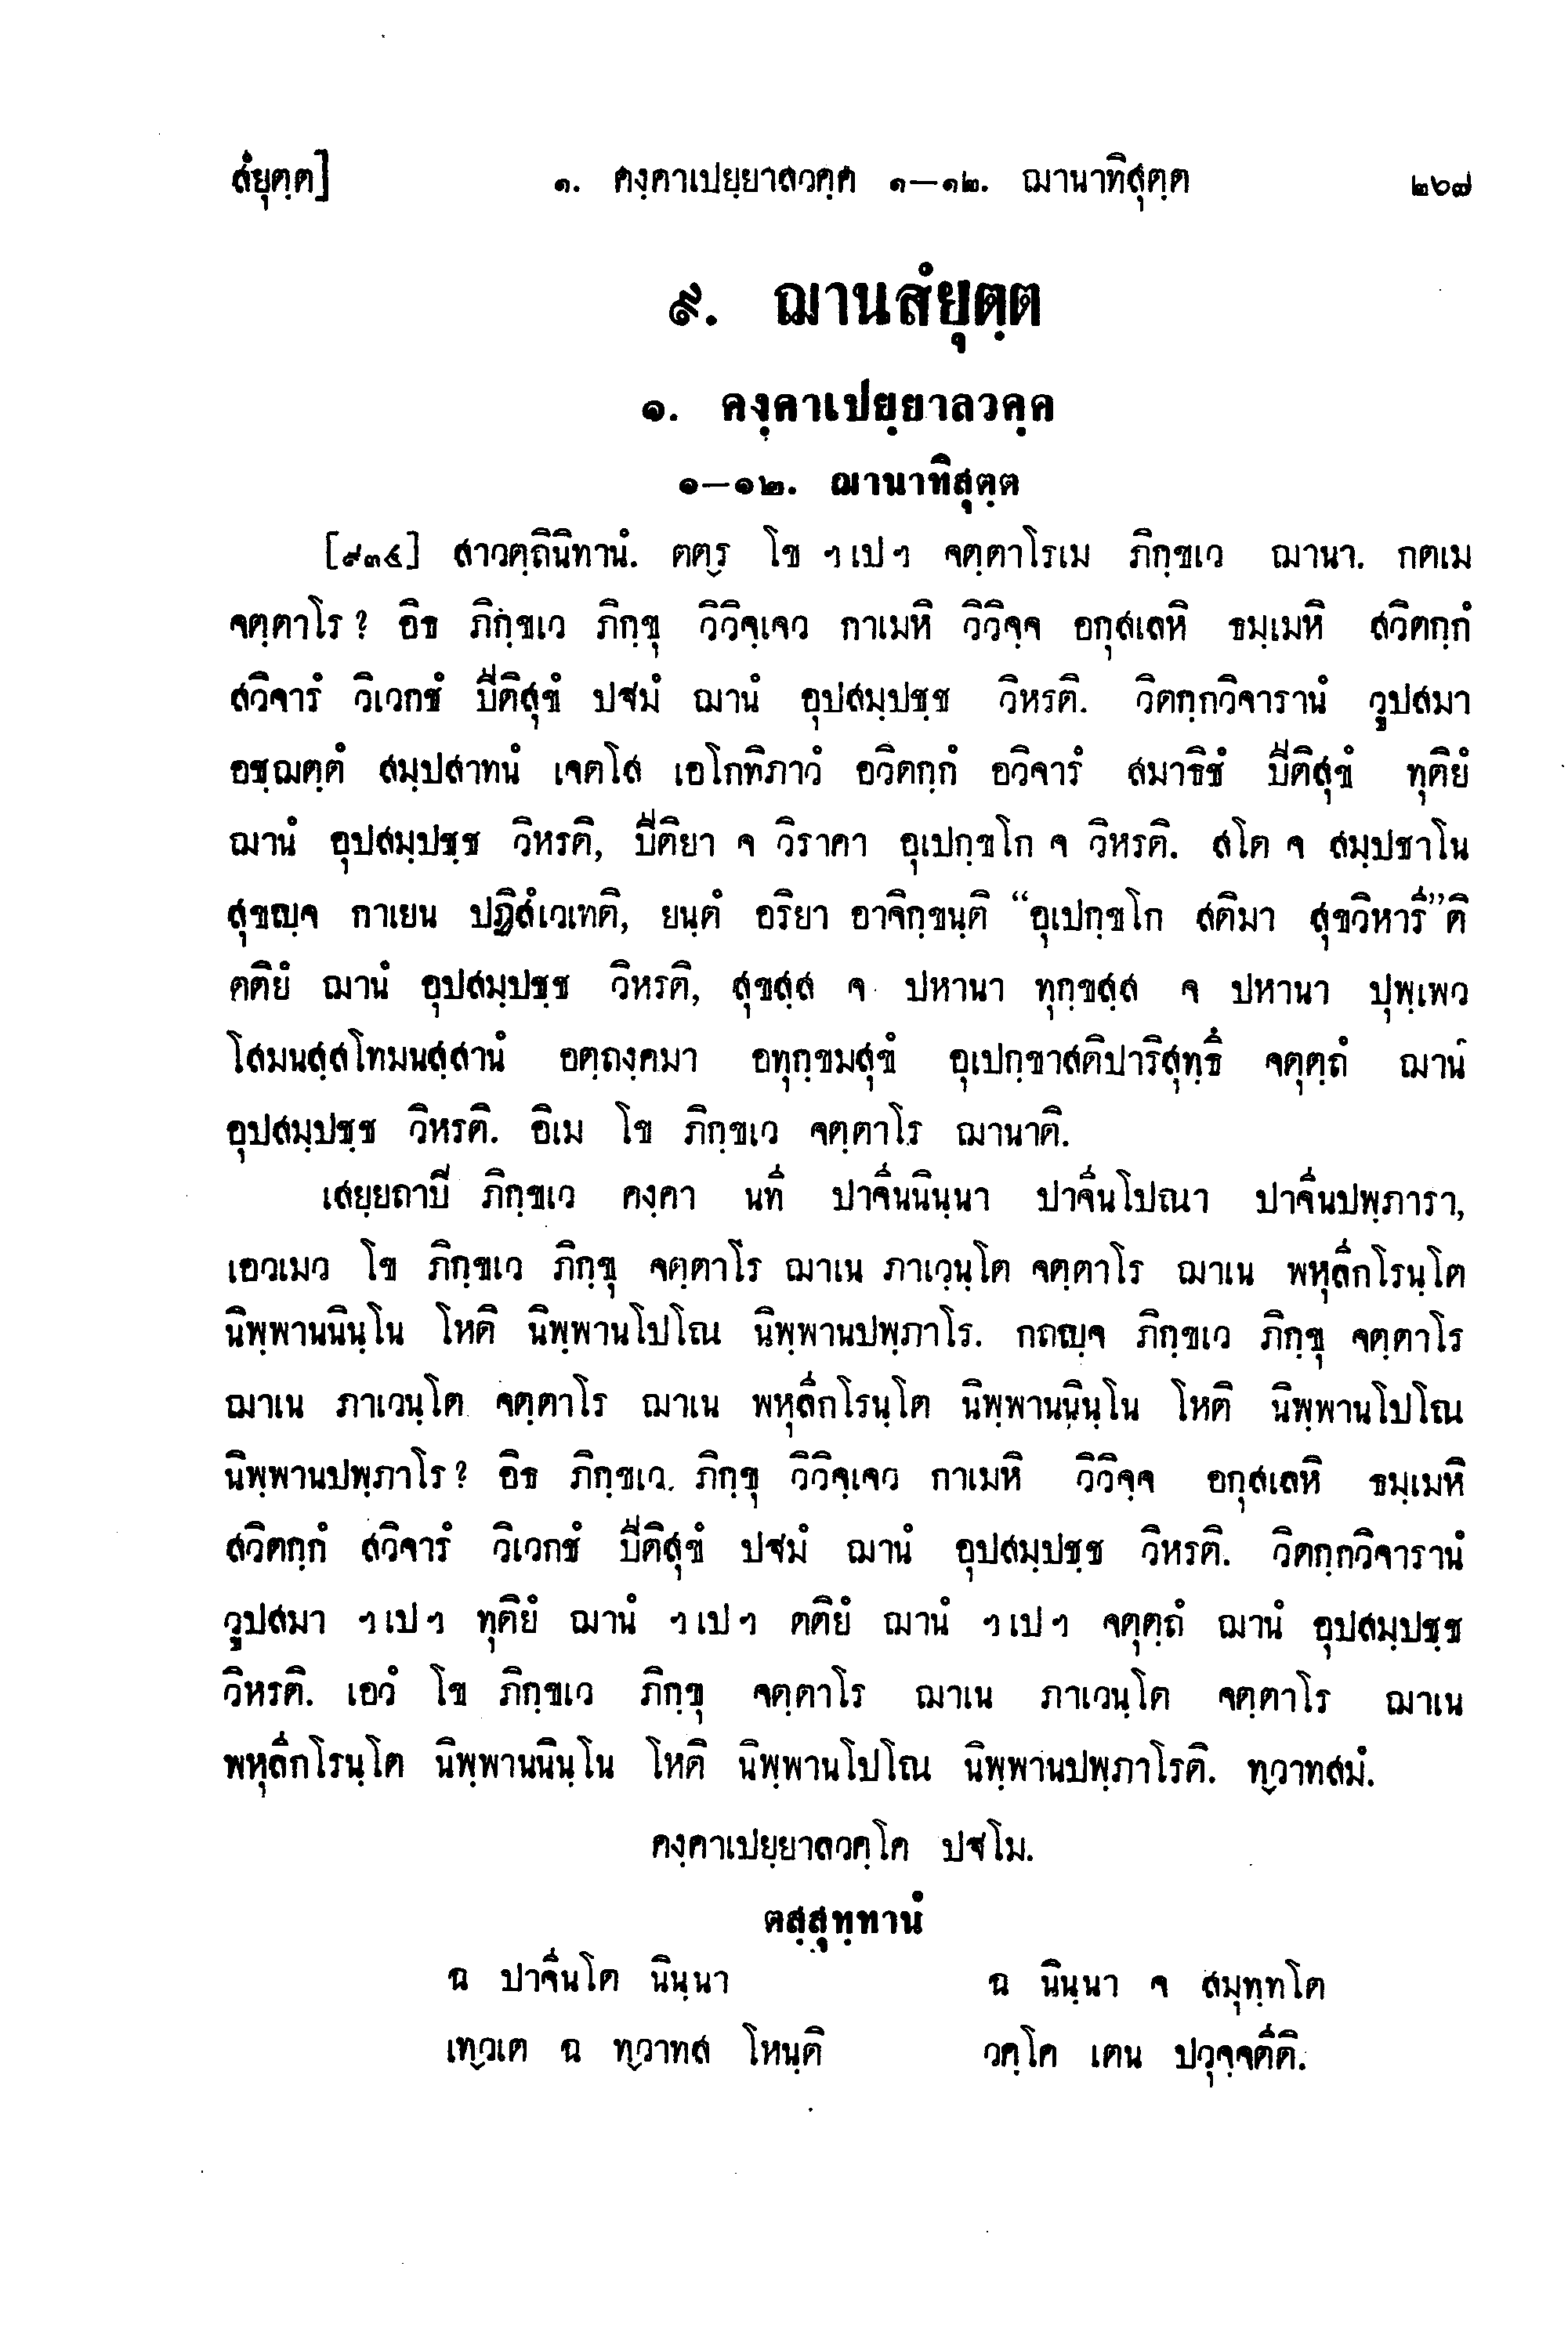 สํยุตฺต] ๑. คงฺคาเปยฺยาลวคฺค ๑–๑๒. ฌานาทิสุตฺต ๒๖๗
๙. ฌานสํยุตฺต
๑. คงฺคาเปยฺยาลวคฺค
๑–๑๒. ฌานาทิสุตฺต
[๙๓๕] สาวตฺถินิทานํ. ตตฺร โข ฯเปฯ จตฺตาโรเม ภิกฺขเว ฌานา. กตเม
จตฺตาโร? อิธ ภิกฺขเว ภิกฺขุ วิวิจฺเจว กาเมหิ วิวิจฺจ อกุสเลหิ ธมฺเมหิ สวิตกฺกํ
สวิจารํ วิเวกชํ ปีติสุขํ ปฐมํ ฌานํ อุปสมฺปชฺช วิหรติ. วิตกฺกวิจารานํ วูปสมา
อชฺฌตฺตํ สมฺปสาทนํ เจตโส เอโกทิภาวํ อวิตกฺกํ อวิจารํ สมาธิชํ ปีติสุขํ ทุติยํ
ฌานํ อุปสมฺปชฺช วิหรติ, ปีติยา จ วิราคา อุเปกฺขโก จ วิหรติ. สโต จ สมฺปชาโน
สุขญฺจ กาเยน ปฏิสํเวเทติ, ยนฺตํ อริยา อาจิกฺขนฺติ “อุเปกฺขโก สติมา สุขวิหารี”ติ
ตติยํ ฌานํ อุปสมฺปชฺช วิหรติ, สุขสฺส จ ปหานา ทุกฺขสฺส จ ปหานา ปุพฺเพว
โสมนสฺสโทมนสฺสานํ อตฺถงฺคมา อทุกฺขมสุขํ อุเปกฺขาสติปาริสุทฺธึ จตุตฺถํ ฌานํ
อุปสมฺปชฺช วิหรติ. อิเม โข ภิกฺขเว จตฺตาโร ฌานาติ.
เสยฺยถาปี ภิกฺขเว คงฺคา นที ปาจีนนินฺนา ปาจีนโปณา ปาจีนปพฺภารา,
เอวเมว โข ภิกฺขเว ภิกฺขุ จตฺตาโร ฌาเน ภาเวนฺโต จตฺตาโร ฌาเน พหุลีกโรนฺโต
นิพฺพานนินฺโน โหติ นิพฺพานโปโณ นิพฺพานปพฺภาโร. กถญฺจ ภิกฺขเว ภิกฺขุ จตฺตาโร
ฌาเน ภาเวนฺโต จตฺตาโร ฌาเน พหุลีกโรนฺโต นิพฺพานนินฺโน โหติ นิพฺพานโปโณ
นิพฺพานปพฺภาโร? อิธ ภิกฺขเว ภิกฺขุ วิวิจฺเจว กาเมหิ วิวิจฺจ อกุสเลหิ ธมฺเมหิ
สวิตกฺกํ สวิจารํ วิเวกชํ ปีติสุขํ ปฐมํ ฌานํ อุปสมฺปชฺช วิหรติ. วิตกฺกวิจารานํ
วูปสมา ฯเปฯ ทุติยํ ฌานํ ฯเปฯ ตติยํ ฌานํ ฯเปฯ จตุตฺถํ ฌานํ อุปสมฺปชฺช
วิหรติ. เอวํ โข ภิกฺขเว ภิกฺขุ จตฺตาโร ฌาเน ภาเวนฺโต จตฺตาโร ฌาเน
พหุลีกโรนฺโต นิพฺพานนินฺโน โหติ นิพฺพานโปโณ นิพฺพานปพฺภาโรติ. ทฺวาทสมํ.
คงฺคาเปยฺยาลวคฺโค ปฐโม.
ตสฺสุทฺทานํ
ฉ ปาจีนโต นินฺนา ฉ นินฺนา จ สมุทฺทโต
เทฺวเต ฉ ทฺวาทส โหนฺติ วคฺโค เตน ปวุจฺจตีติ.